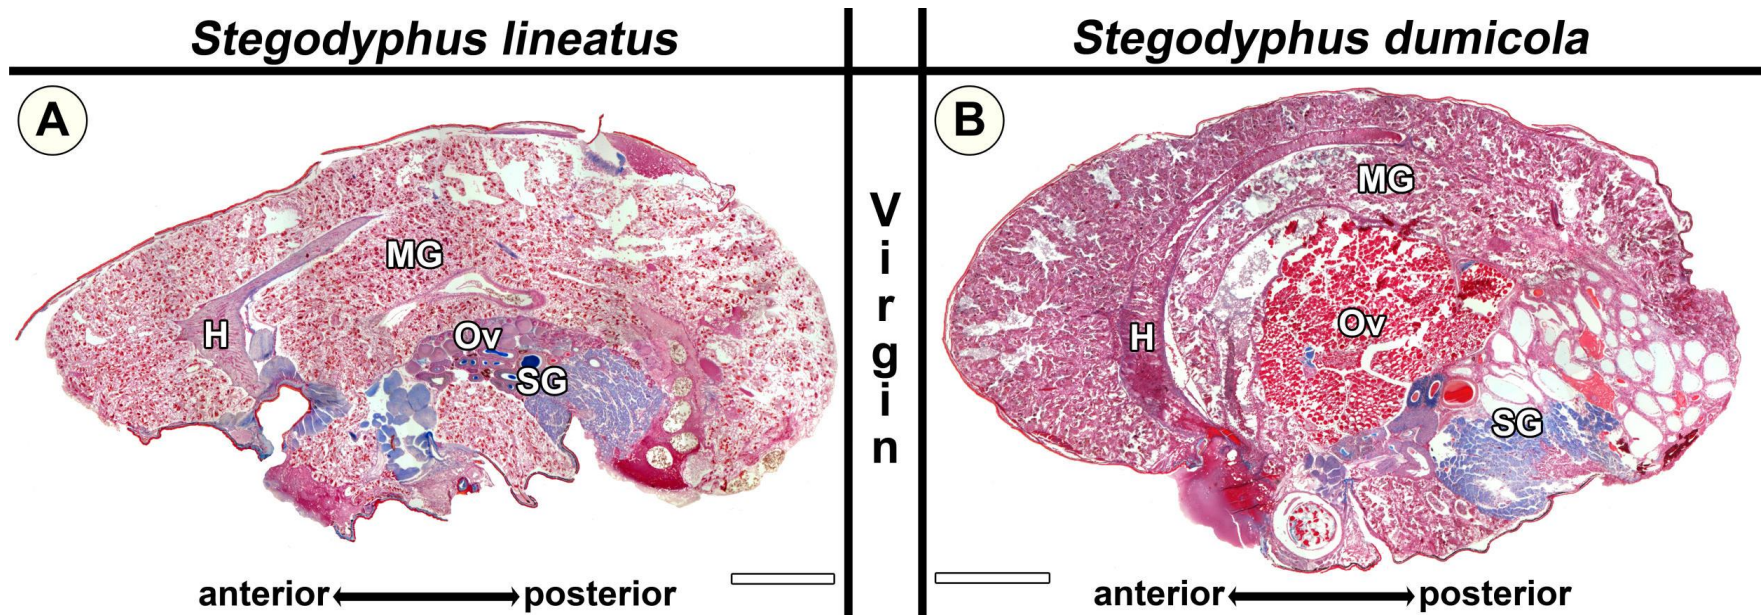 Stegodyphus lineatus
Stegodyphus dumicola
A
MG
H
Ov
SG
anterior posterior
Virgin
B
MG
H
Ov
SG
anterior posterior